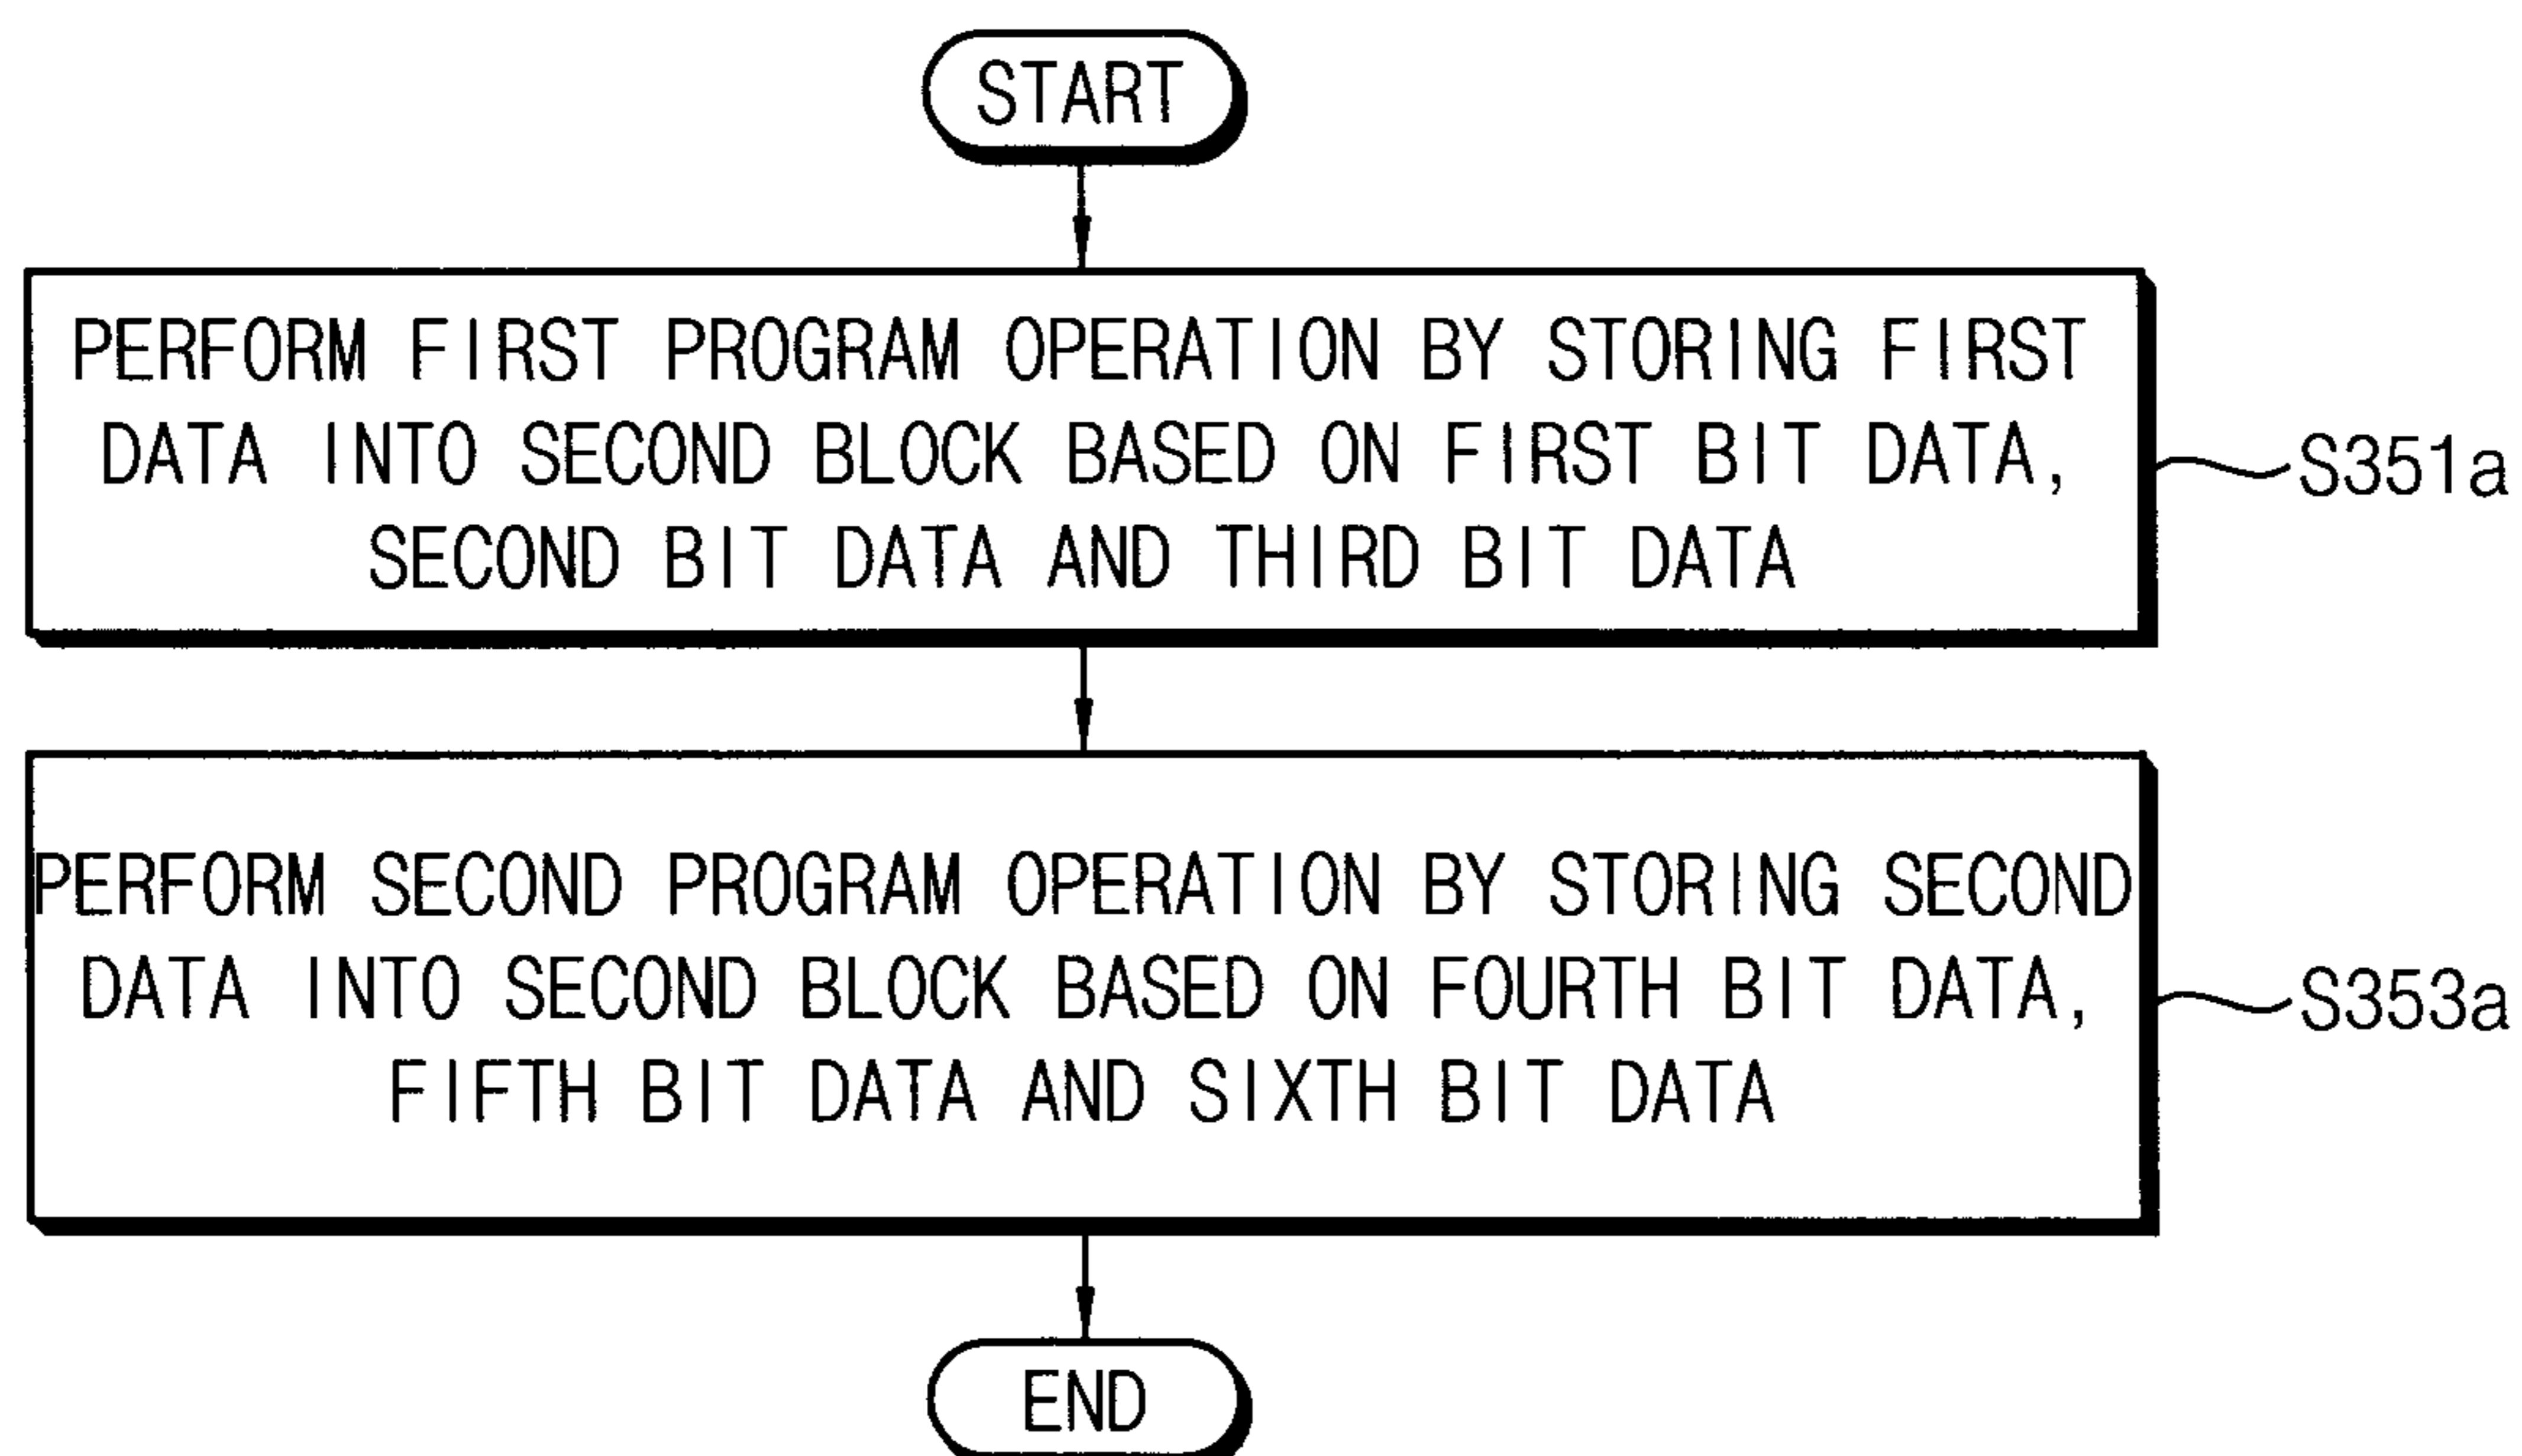 START
PERFORM FIRST PROGRAM OPERATION BY STORING FIRST
DATA INTO SECOND BLOCK BASED ON FIRST BIT DATA,
SECOND BIT DATA AND THIRD BIT DATA
S351a
PERFORM SECOND PROGRAM OPERATION BY STORING SECOND
DATA INTO SECOND BLOCK BASED ON FOURTH BIT DATA,
FIFTH BIT DATA AND SIXTH BIT DATA
S353a
END